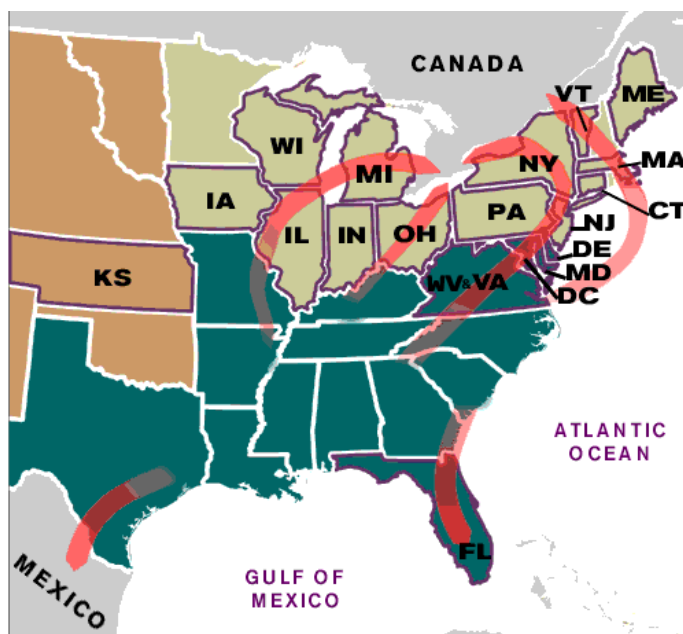 CANADA
VT
ME
WI
MI
NY
MA
IA
PA
CT
IL
IN
OH
NJ
DE
KS
WV&VA
MD
DC
ATLANTIC
OCEAN
FL
MEXICO
GULF OF
MEXICO